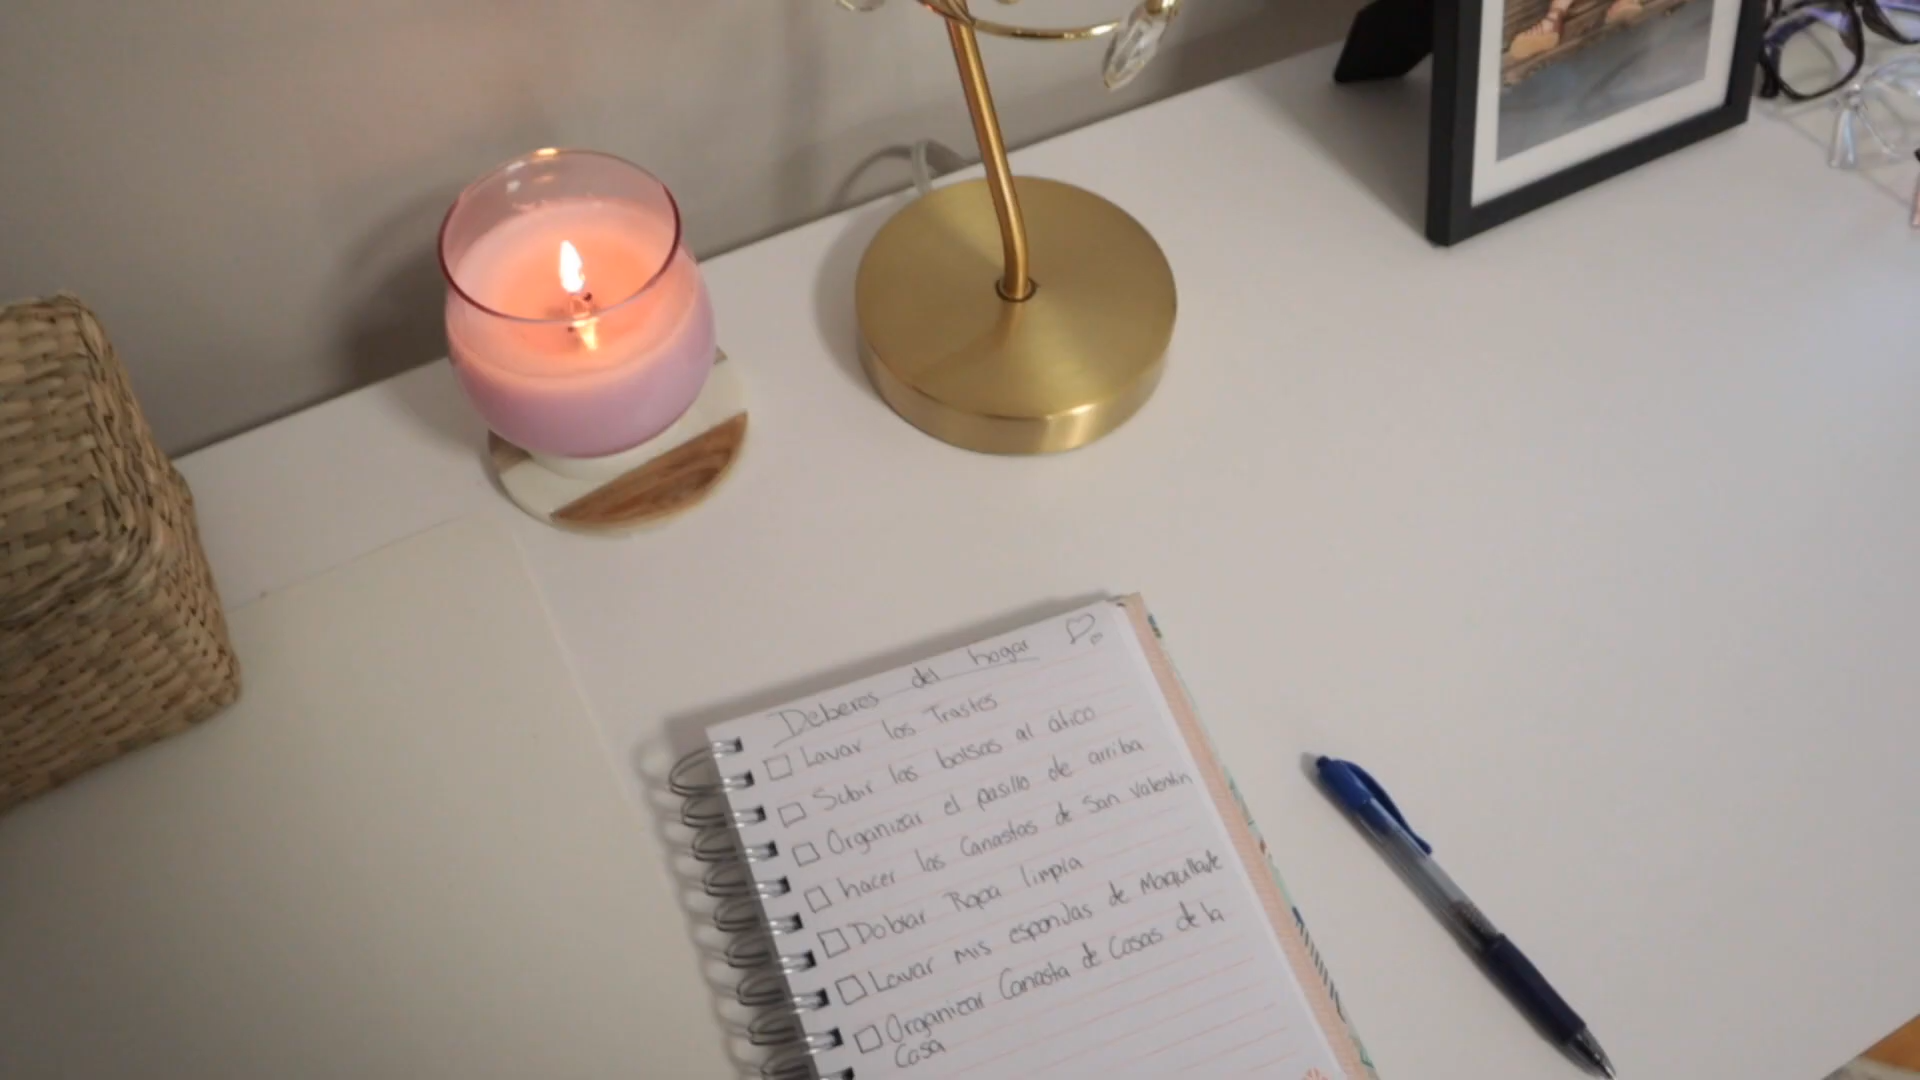 Deberes del hogar
Lavar los Trastes
Subir las bolsas al ático
Organizar el pasillo de arriba
hacer las Canastas de San Valentin
Doblar Ropa limpia
Lavar mis esponjas de Maquillaje
Organizar Canasta de Cosas de la
Casa